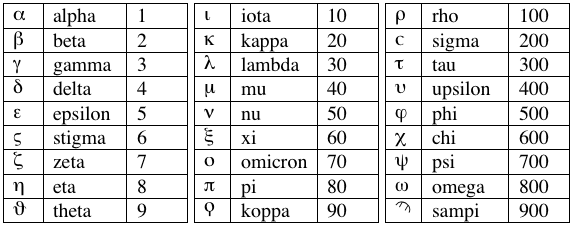 α alpha 1 ι iota 10 ρ rho 100
β beta 2 κ kappa 20 c sigma 200
γ gamma 3 λ lambda 30 τ tau 300
δ delta 4 μ mu 40 υ upsilon 400
ε epsilon 5 ν nu 50 φ phi 500
ϛ stigma 6 ξ xi 60 χ chi 600
ζ zeta 7 ο omicron 70 ψ psi 700
η eta 8 π pi 80 ω omega 800
ϑ theta 9 ϙ koppa 90 ϡ sampi 900